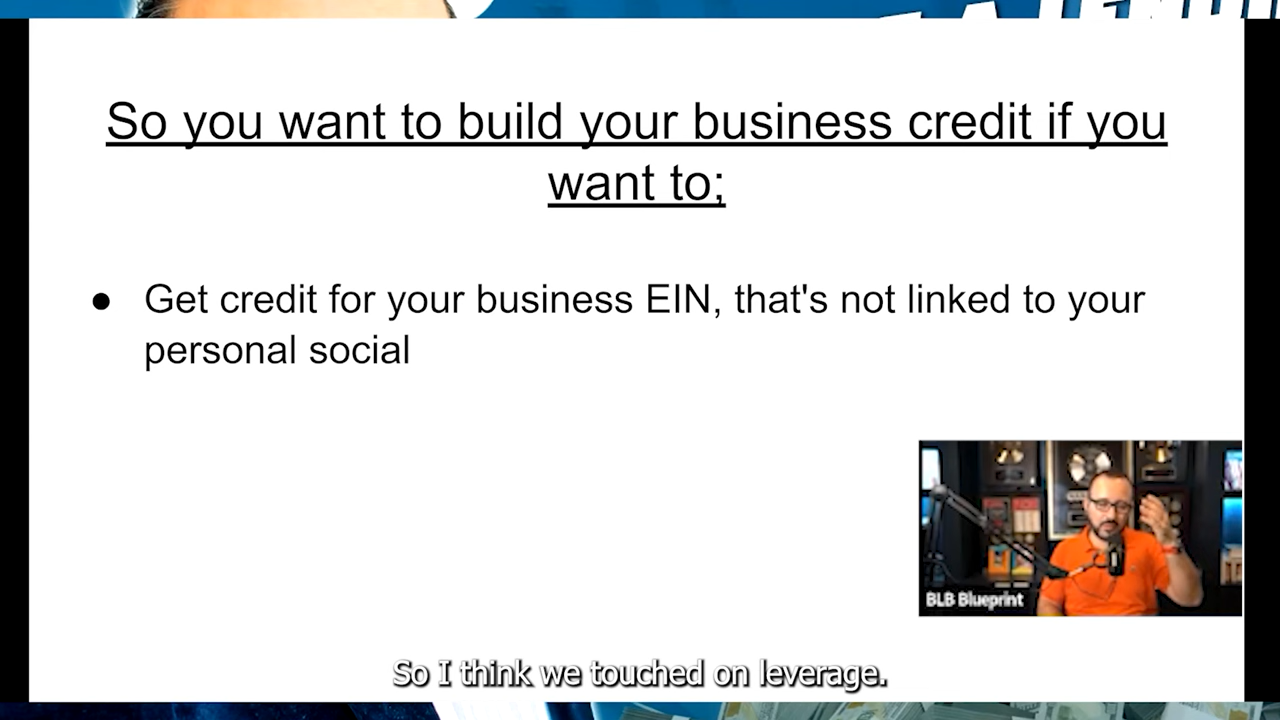 So you want to build your business credit if you
want to;
● Get credit for your business EIN, that's not linked to your
personal social
BLB Blueprint
So I think we touched on leverage.